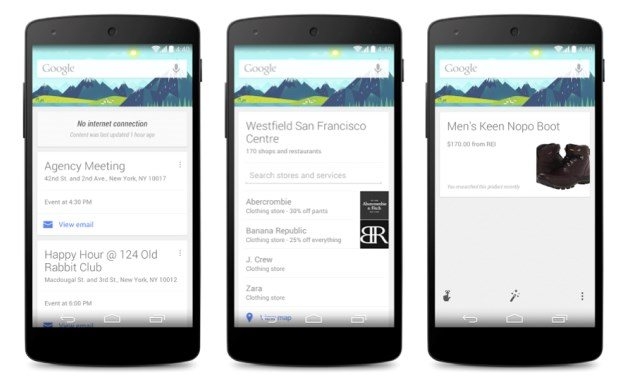 4:40
Google
No internet connection
Content was last updated 1 hour ago
Agency Meeting
42nd St. and 2nd Ave., New York, NY 10017
Event at 4:30 PM
View email
Happy Hour @ 124 Old
Rabbit Club
Macdougal St. and 3rd St., New York, NY 10012
Event at 6:00 PM
View email
4:40
Google
Westfield San Francisco
Centre
170 shops and restaurants
Search stores and services
Abercrombie
Clothing store - 30% off pants
Abercrombie
& Fitch
Banana Republic
Clothing store - 25% off everything
BR
J. Crew
Clothing store
Zara
Clothing store
View map
4:40
Google
Men's Keen Nopo Boot
$170.00 from REI
You researched this product recently